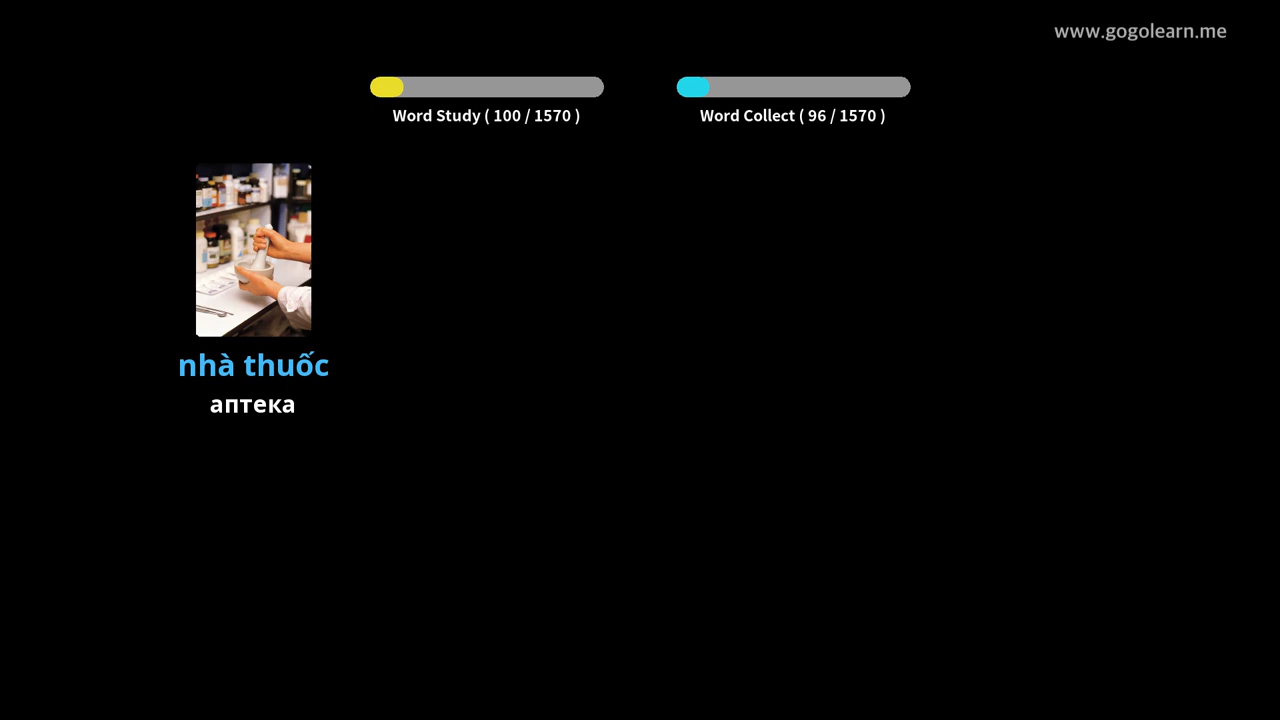 www.gogolearn.me
Word Study ( 100 / 1570 )
Word Collect ( 96 / 1570 )
nhà thuốc
аптека